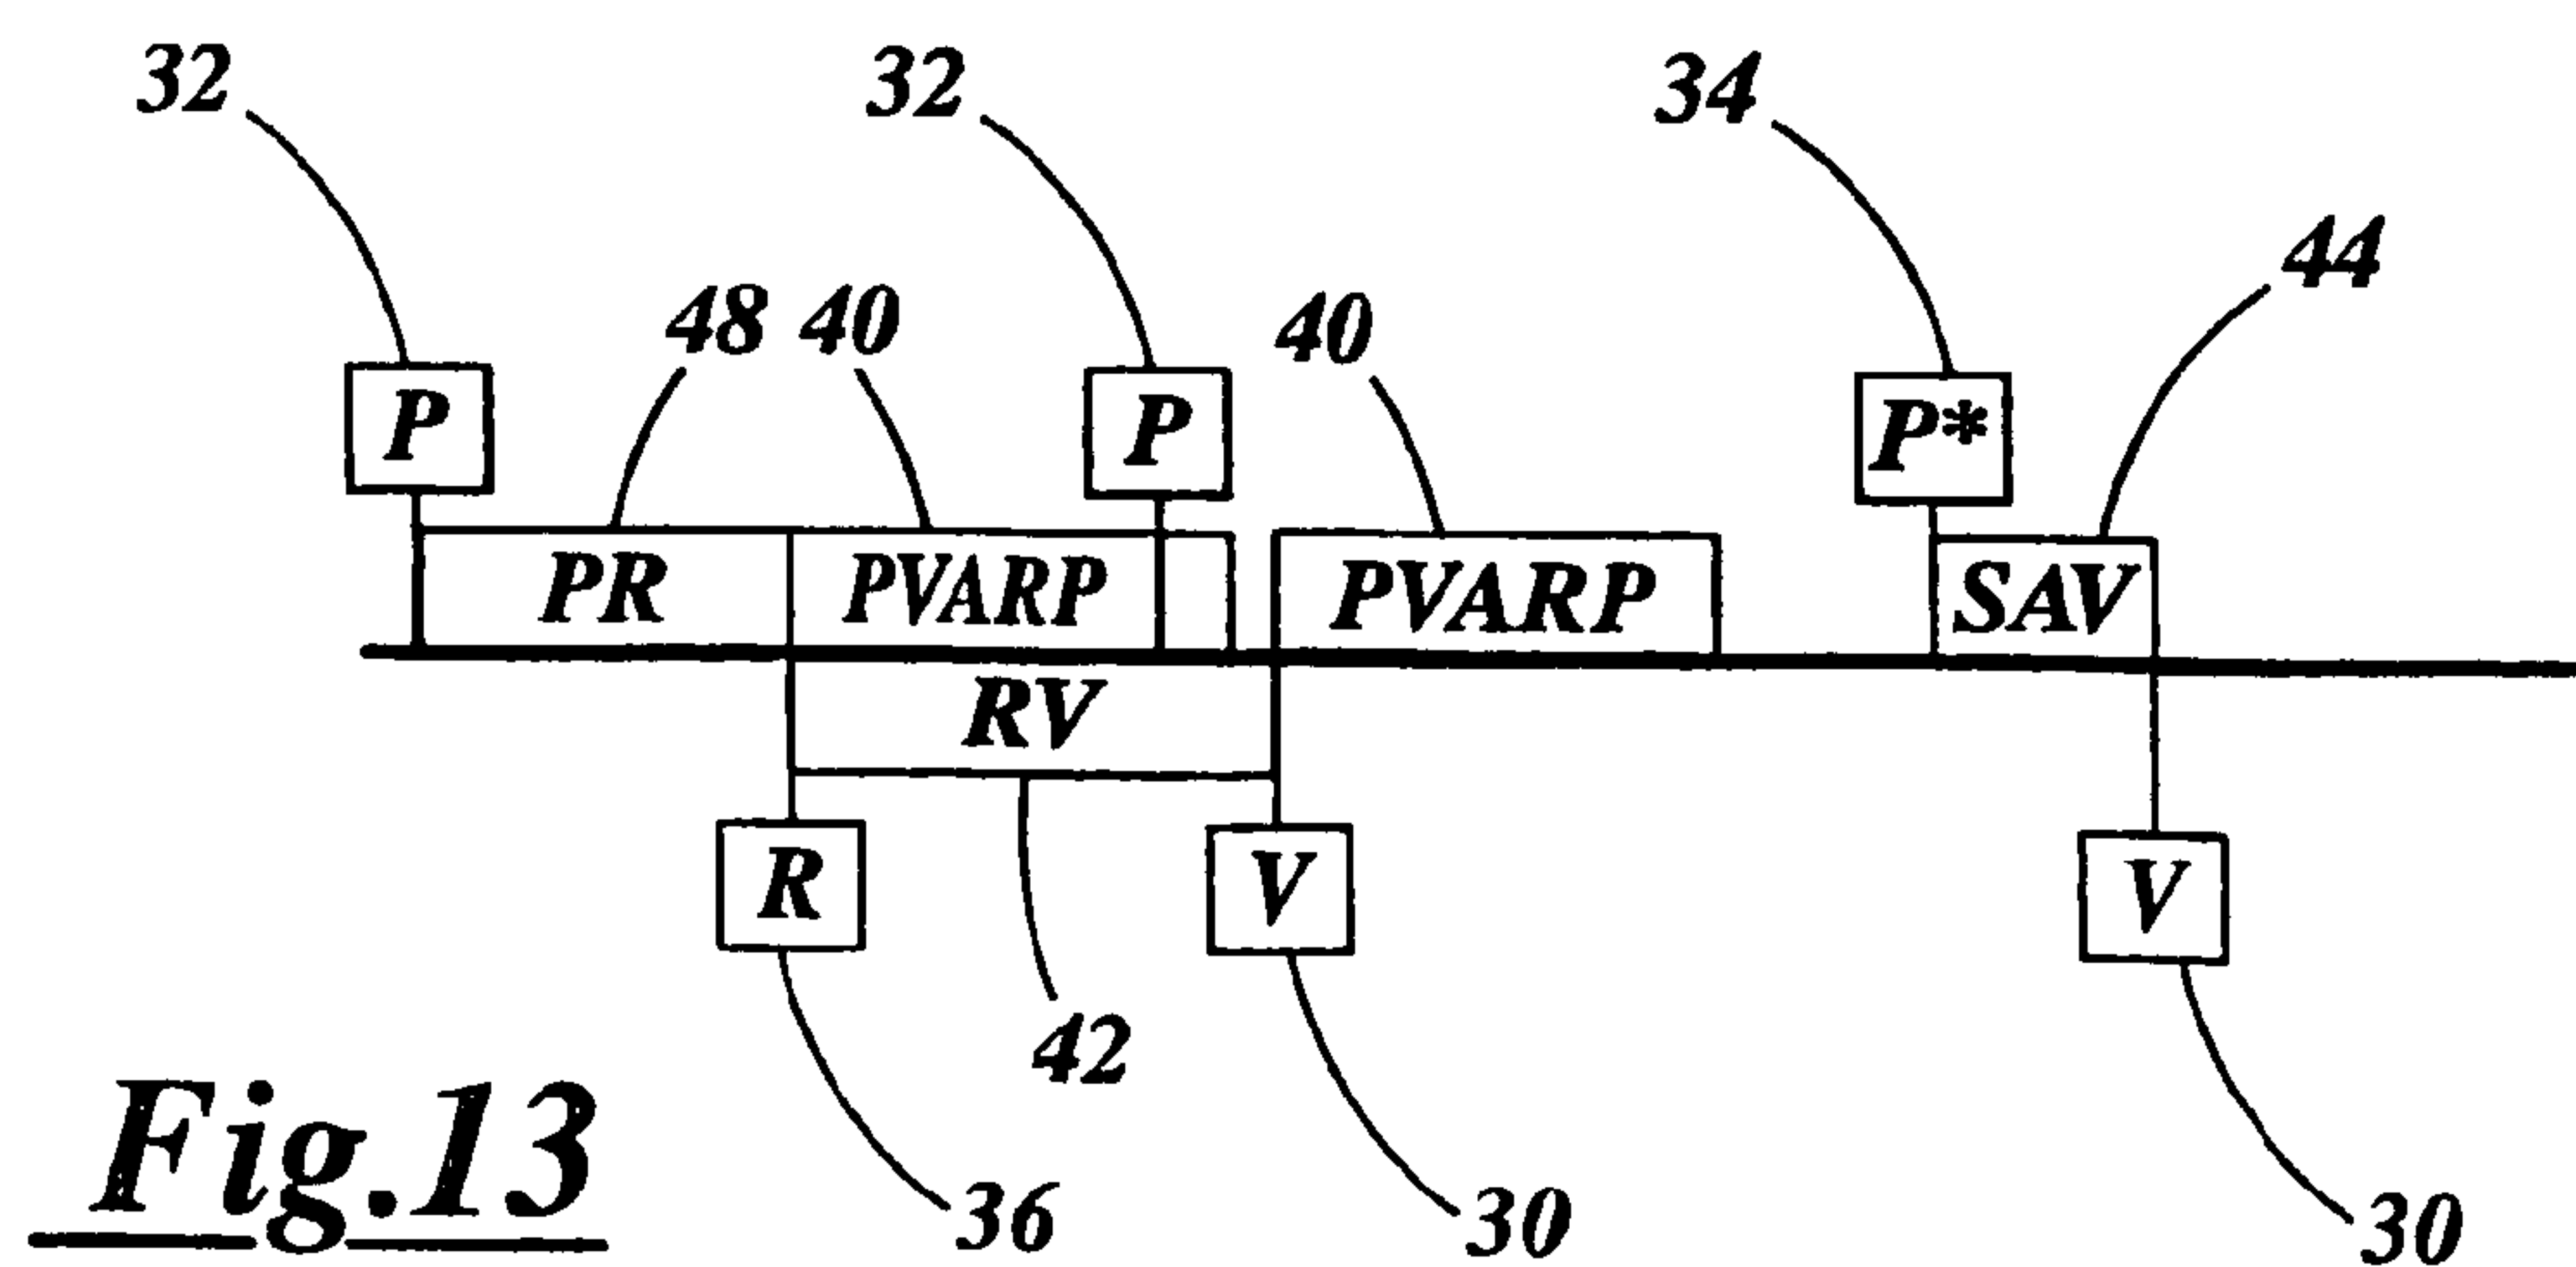 32 32 34
44
48 40 40
P P P*
PR PVARP PVARP SAV
RV
R V V
42
Fig.13
36 30 30